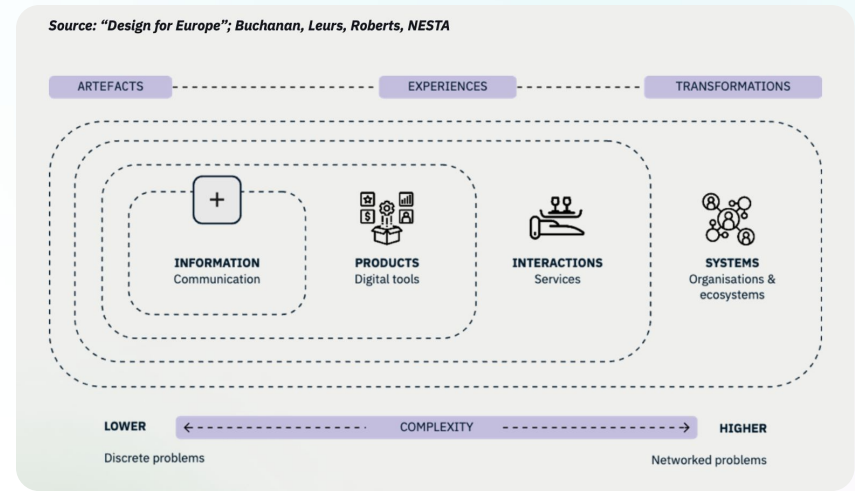 Source: “Design for Europe”; Buchanan, Leurs, Roberts, NESTA
ARTEFACTS
EXPERIENCES
TRANSFORMATIONS
INFORMATION
Communication
PRODUCTS
Digital tools
INTERACTIONS
Services
SYSTEMS
Organisations &
ecosystems
LOWER
COMPLEXITY
HIGHER
Discrete problems
Networked problems